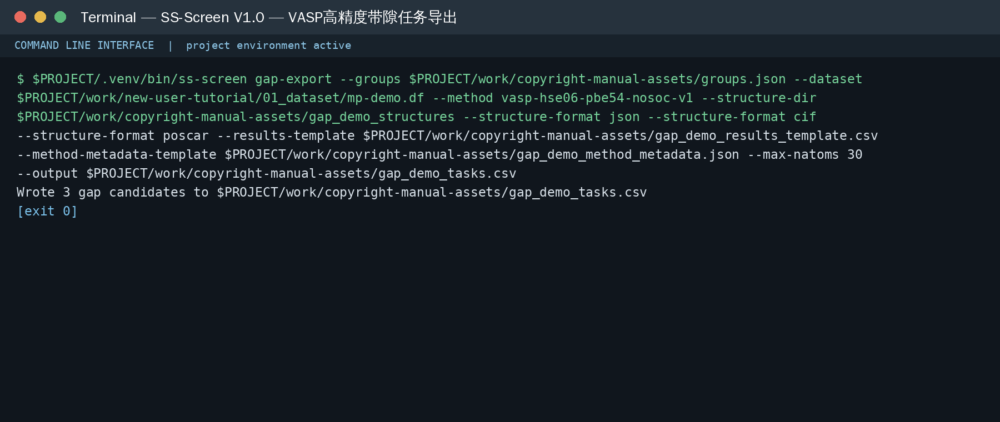 Terminal — SS-Screen V1.0 — VASP高精度带隙任务导出
COMMAND LINE INTERFACE | project environment active
$ $PROJECT/.venv/bin/ss-screen gap-export --groups $PROJECT/work/copyright-manual-assets/groups.json --dataset
$PROJECT/work/new-user-tutorial/01_dataset/mp-demo.df --method vasp-hse06-pbe54-nosoc-v1 --structure-dir
$PROJECT/work/copyright-manual-assets/gap_demo_structures --structure-format json --structure-format cif
--structure-format poscar --results-template $PROJECT/work/copyright-manual-assets/gap_demo_results_template.csv
--method-metadata-template $PROJECT/work/copyright-manual-assets/gap_demo_method_metadata.json --max-natoms 30
--output $PROJECT/work/copyright-manual-assets/gap_demo_tasks.csv
Wrote 3 gap candidates to $PROJECT/work/copyright-manual-assets/gap_demo_tasks.csv
[exit 0]